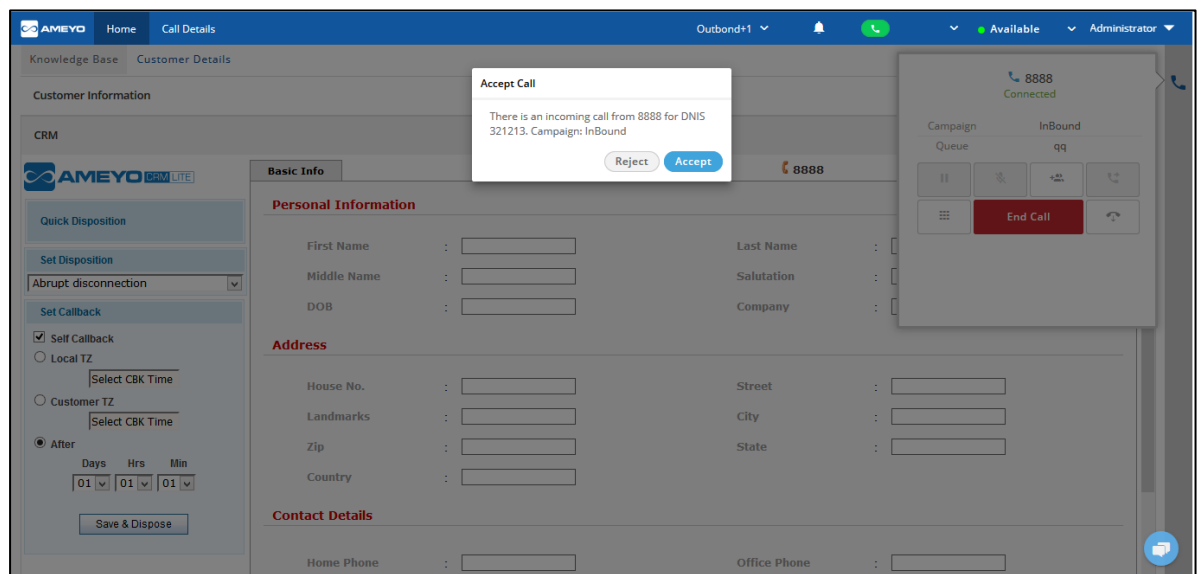 AMEYO Home Call Details Outbond+1 Available Administrator
Knowledge Base Customer Details
Customer Information
CRM
AMEYO CRM LITE
Quick Disposition
Set Disposition
Abrupt disconnection
Set Callback
Self Callback
Local TZ
Select CBK Time
Customer TZ
Select CBK Time
After
Days Hrs Min
01 01 01
Save & Dispose
Accept Call
There is an incoming call from 8888 for DNIS
321213. Campaign: InBound
Reject Accept
Basic Info 8888
Personal Information
First Name : Last Name :
Middle Name : Salutation :
DOB : Company :
Address
House No. : Street :
Landmarks : City :
Zip : State :
Country :
Contact Details
Home Phone : Office Phone :
8888
Connected
Campaign InBound
Queue qq
End Call